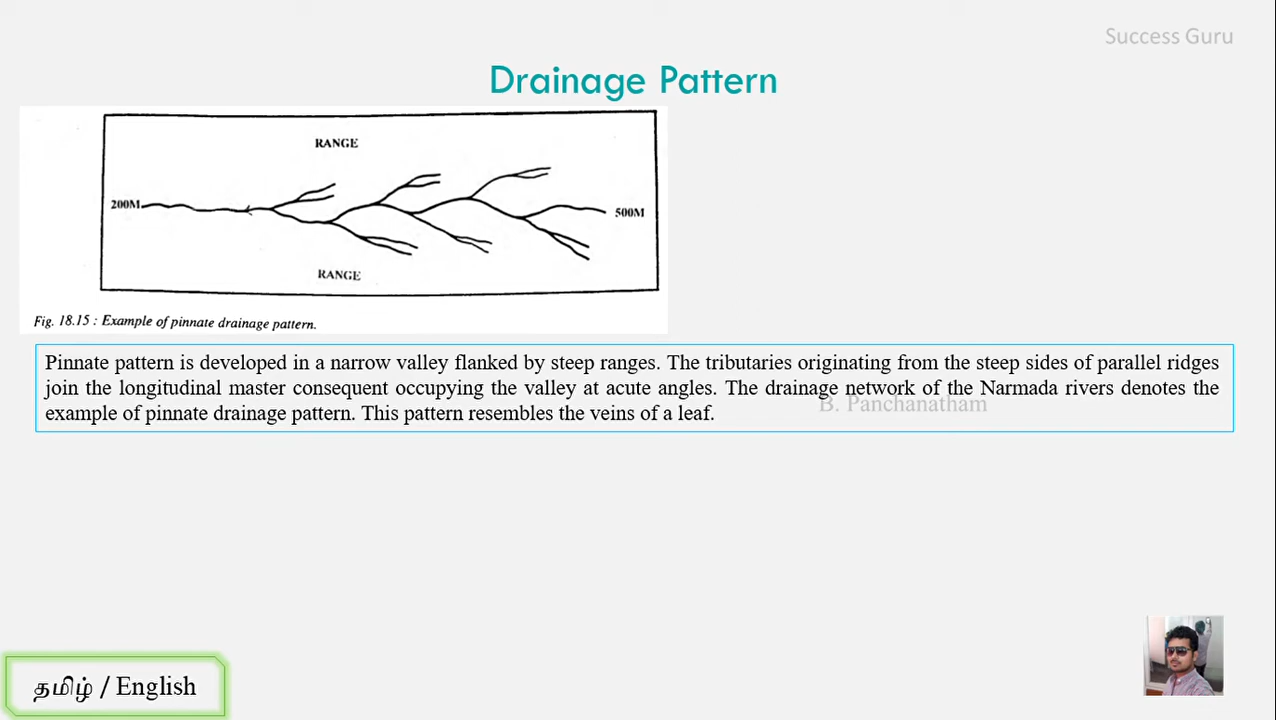 Success Guru
Drainage Pattern
RANGE
200M
500M
RANGE
Fig. 18.15 : Example of pinnate drainage pattern.
Pinnate pattern is developed in a narrow valley flanked by steep ranges. The tributaries originating from the steep sides of parallel ridges
join the longitudinal master consequent occupying the valley at acute angles. The drainage network of the Narmada rivers denotes the
example of pinnate drainage pattern. This pattern resembles the veins of a leaf.
B. Panchanatham
தமிழ் / English